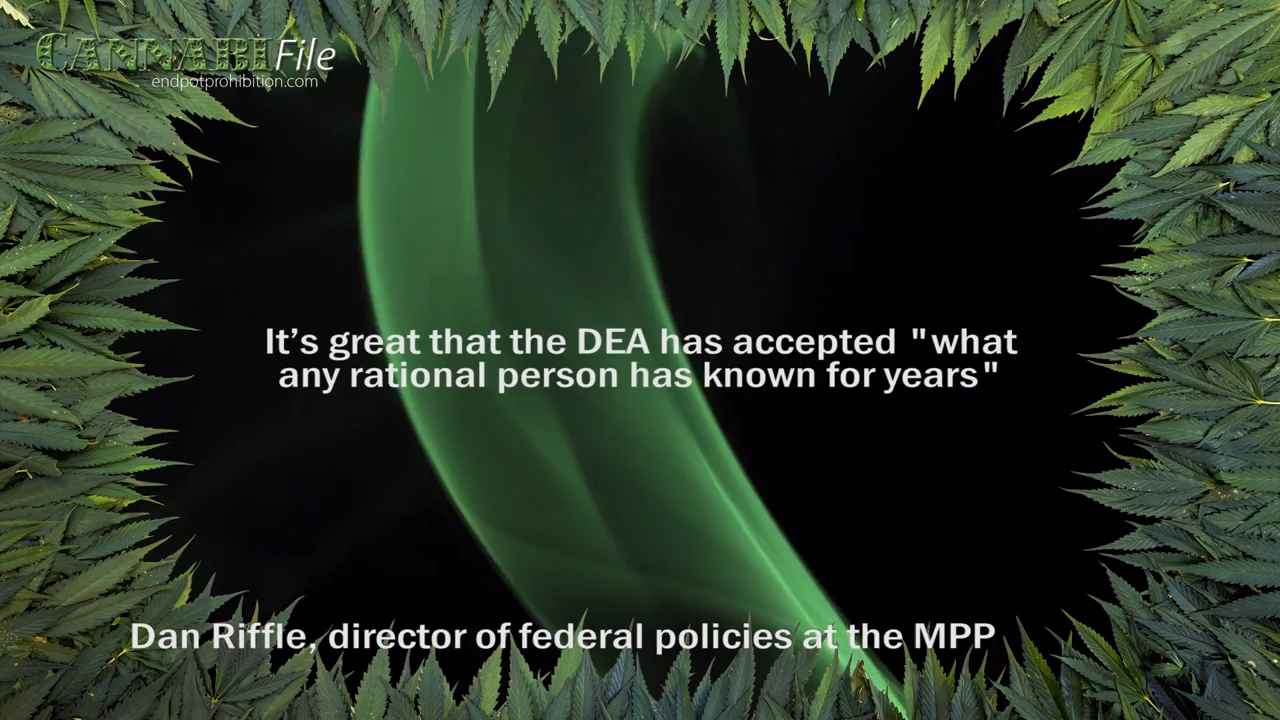 CANNABIFile
endpotprohibition.com
It's great that the DEA has accepted "what
any rational person has known for years"
Dan Riffle, director of federal policies at the MPP